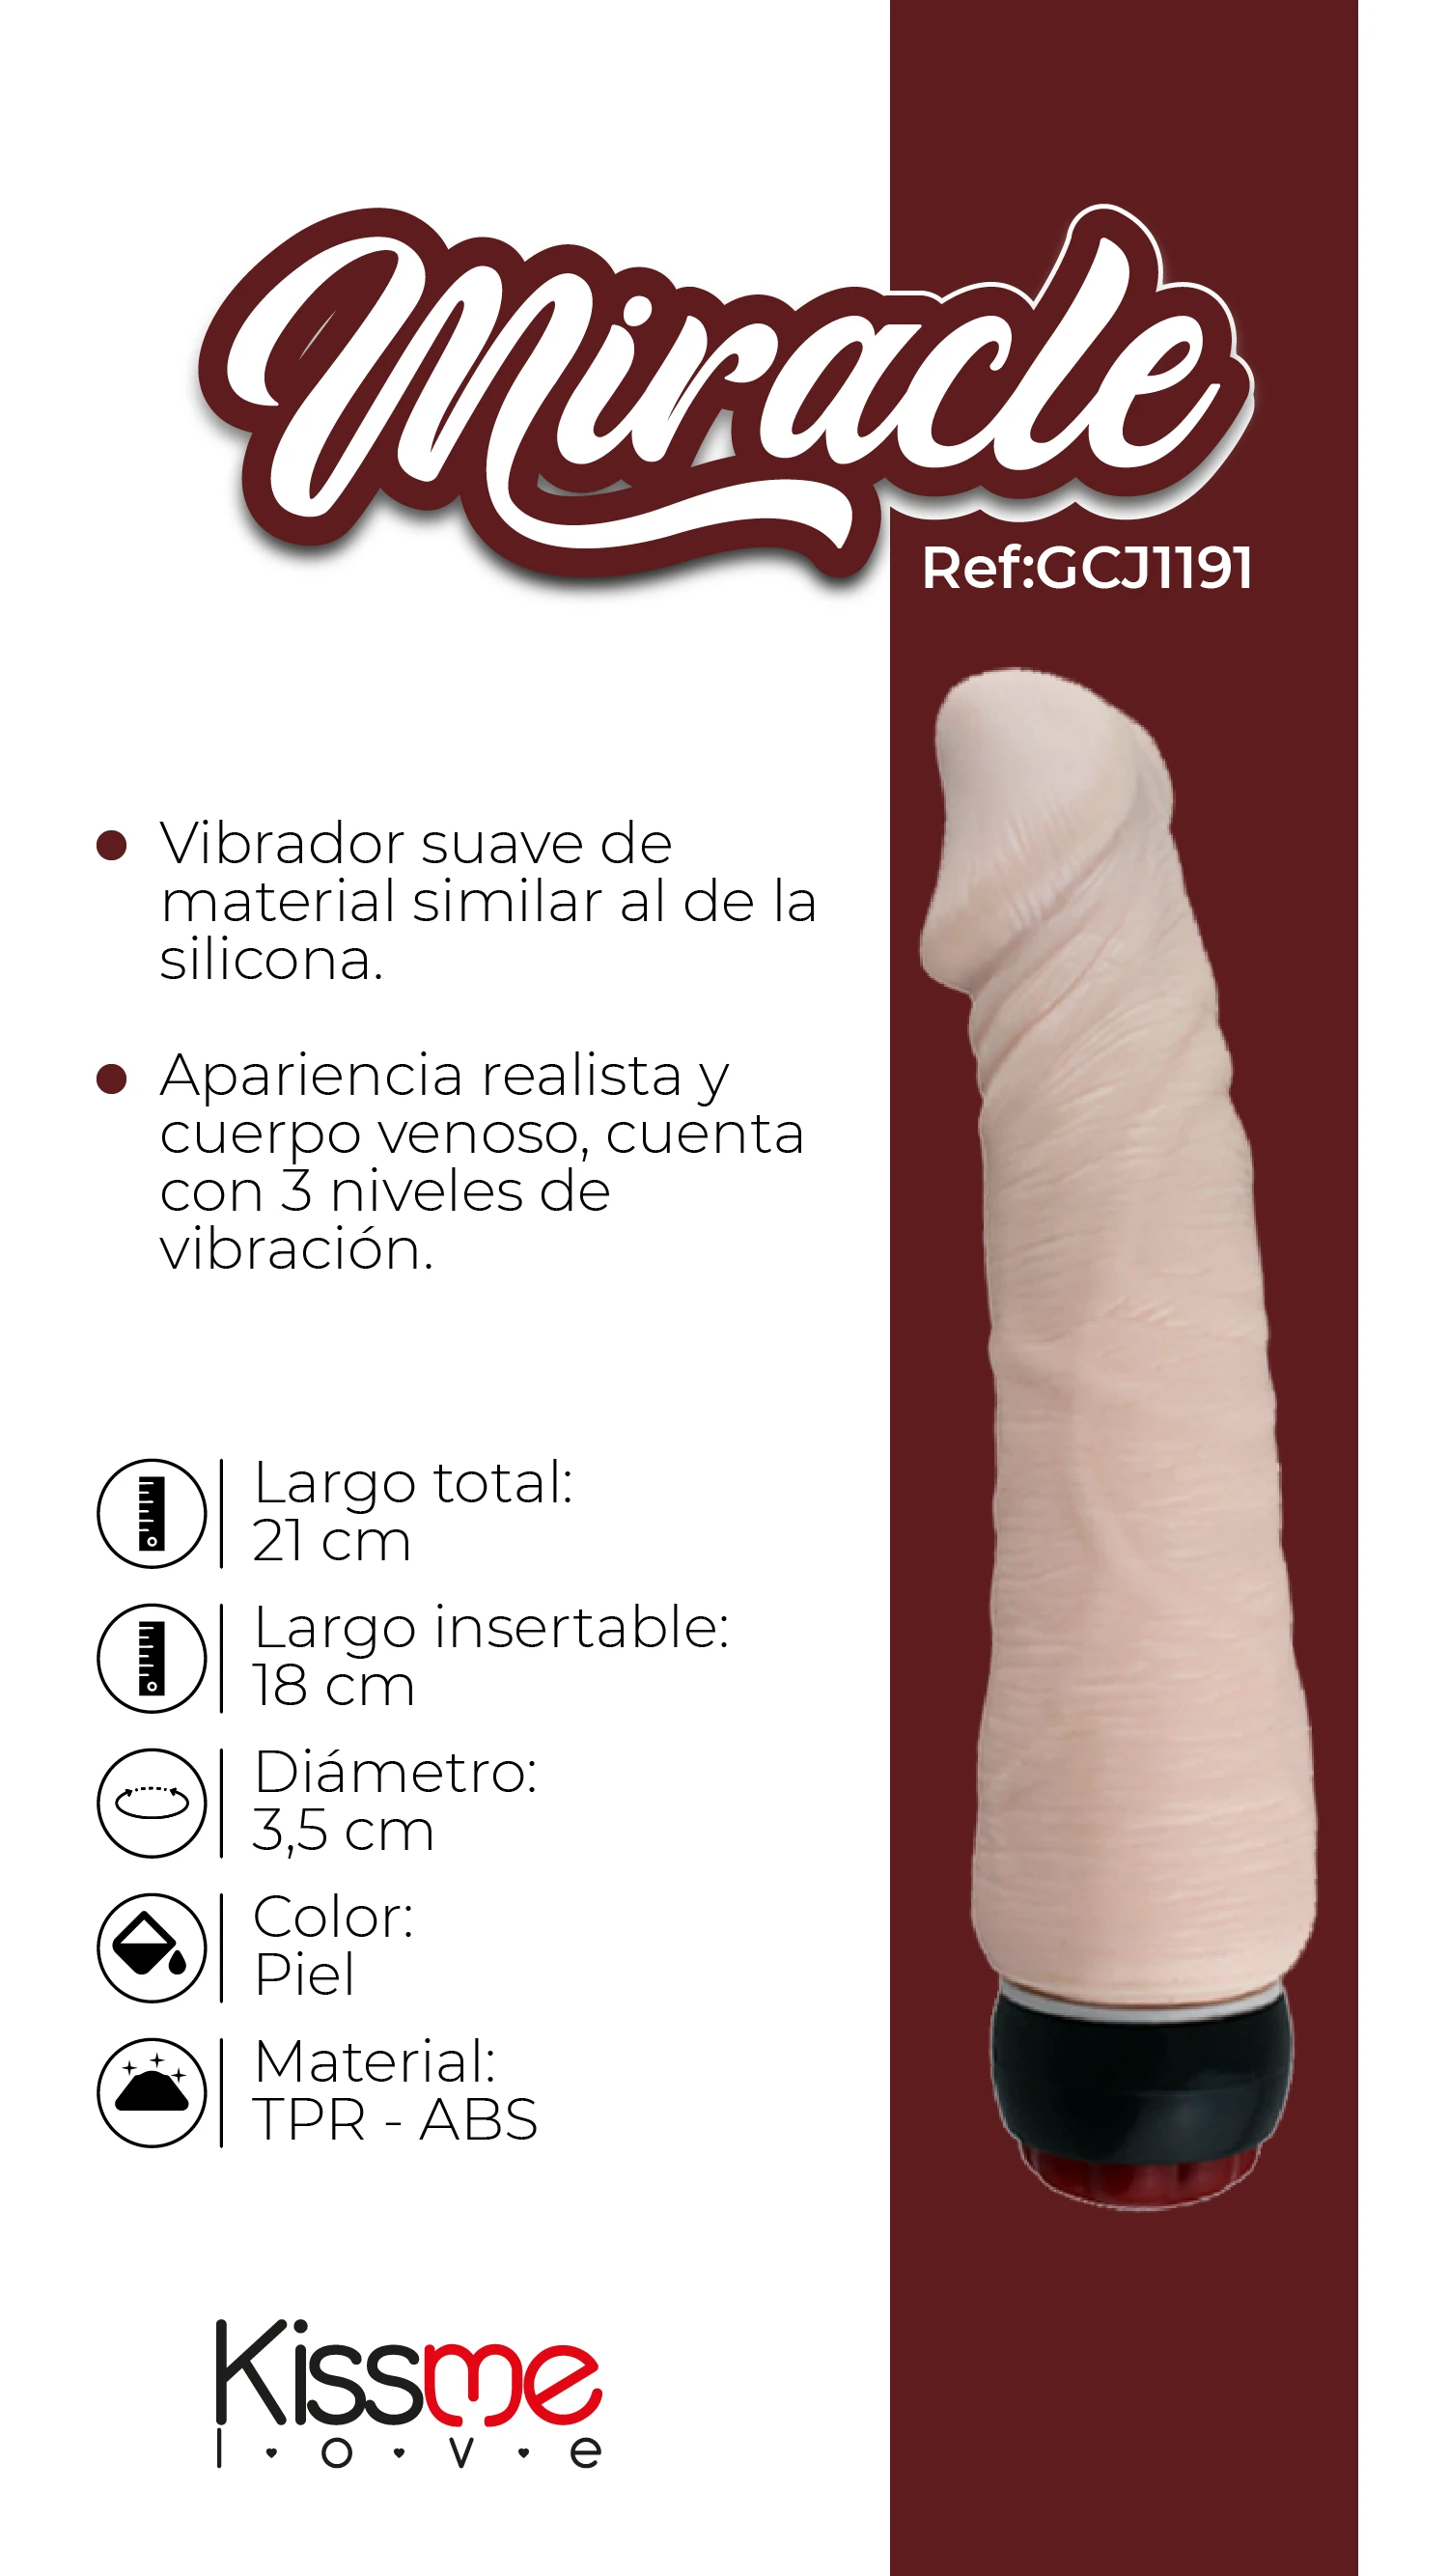 Miracle
Ref:GCJ1191
Vibrador suave de
material similar al de la
silicona.
Apariencia realista y
cuerpo venoso, cuenta
con 3 niveles de
vibración.
Largo total:
21 cm
Largo insertable:
18 cm
Diámetro:
3,5 cm
Color:
Piel
Material:
TPR - ABS
Kissme
love